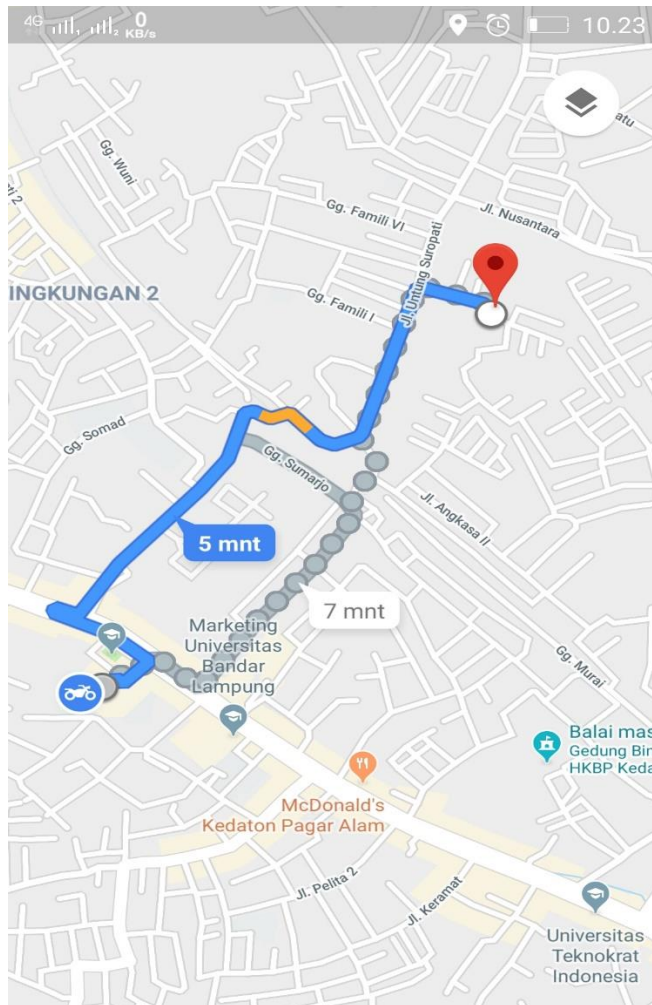 4G
0
KB/s
10.23
atu
Gg. Wuni
Jl. Nusantara
Gg. Famili VI
Jl. Untung Suropati
INGKUNGAN 2
Gg. Famili I
Gg. Somad
Gg. Sumarjo
Jl. Angkasa II
5 mnt
7 mnt
Marketing
Universitas
Bandar
Lampung
Gg. Murai
Balai mas
Gedung Bin
HKBP Keda
McDonald's
Kedaton Pagar Alam
Jl. Pelita 2
Jl. Keramat
Universitas
Teknokrat
Indonesia